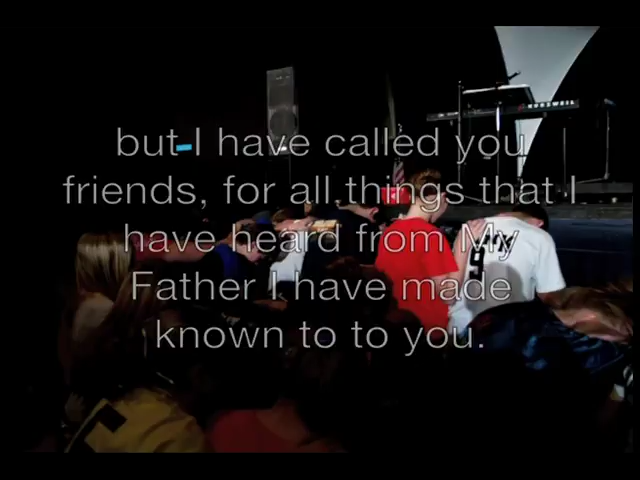 KURZWEIL
but I have called you
friends, for all things that I
have heard from My
Father I have made
known to to you.